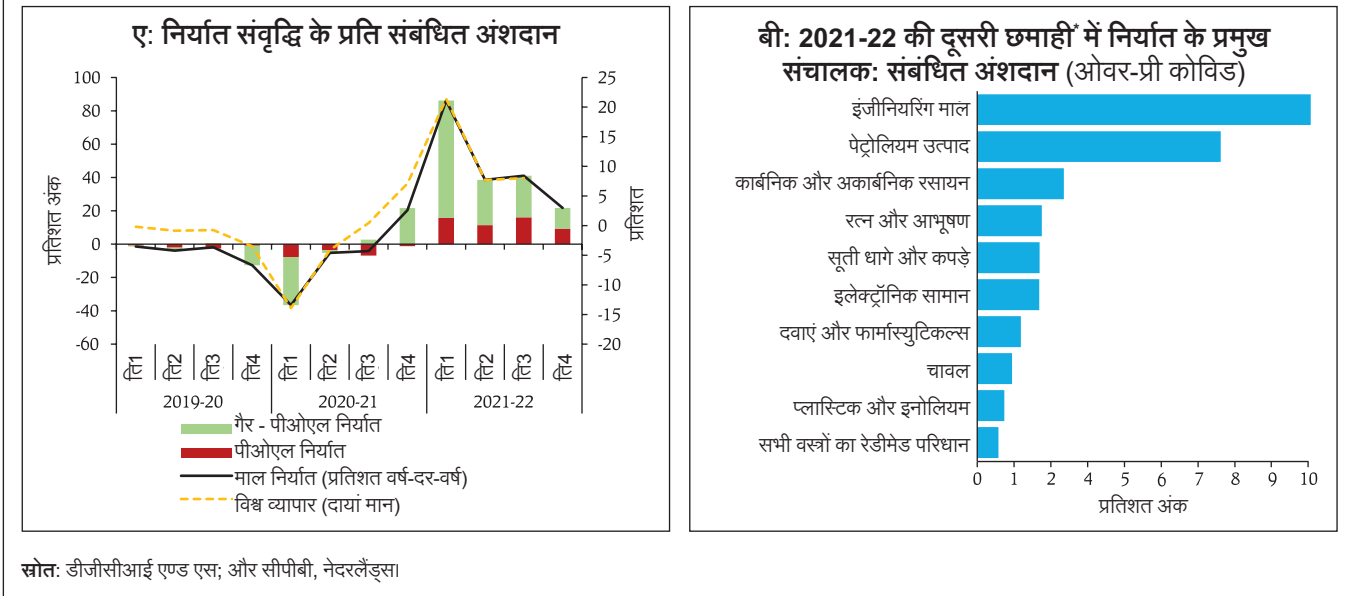 ए: निर्यात संवृद्धि के प्रति संबंधित अंशदान
100
80
60
40
20
0
-20
-40
-60
प्रतिशत अंक
25
20
15
10
5
0
-5
-10
-15
-20
प्रतिशत
ति1
ति2
ति3
ति4
ति1
ति2
ति3
ति4
ति1
ति2
ति3
ति4
2019-20
2020-21
2021-22
गैर - पीओएल निर्यात
पीओएल निर्यात
माल निर्यात (प्रतिशत वर्ष-दर-वर्ष)
विश्व व्यापार (दायां मान)
बी: 2021-22 की दूसरी छमाही* में निर्यात के प्रमुख
संचालक: संबंधित अंशदान (ओवर-प्री कोविड)
इंजीनियरिंग माल
पेट्रोलियम उत्पाद
कार्बनिक और अकार्बनिक रसायन
रत्न और आभूषण
सूती धागे और कपड़े
इलेक्ट्रॉनिक सामान
दवाएं और फार्मास्युटिकल्स
चावल
प्लास्टिक और इनोलियम
सभी वस्त्रों का रेडीमेड परिधान
0 1 2 3 4 5 6 7 8 9 10
प्रतिशत अंक
स्रोत: डीजीसीआई एण्ड एस; और सीपीबी, नेदरलैंड्स।